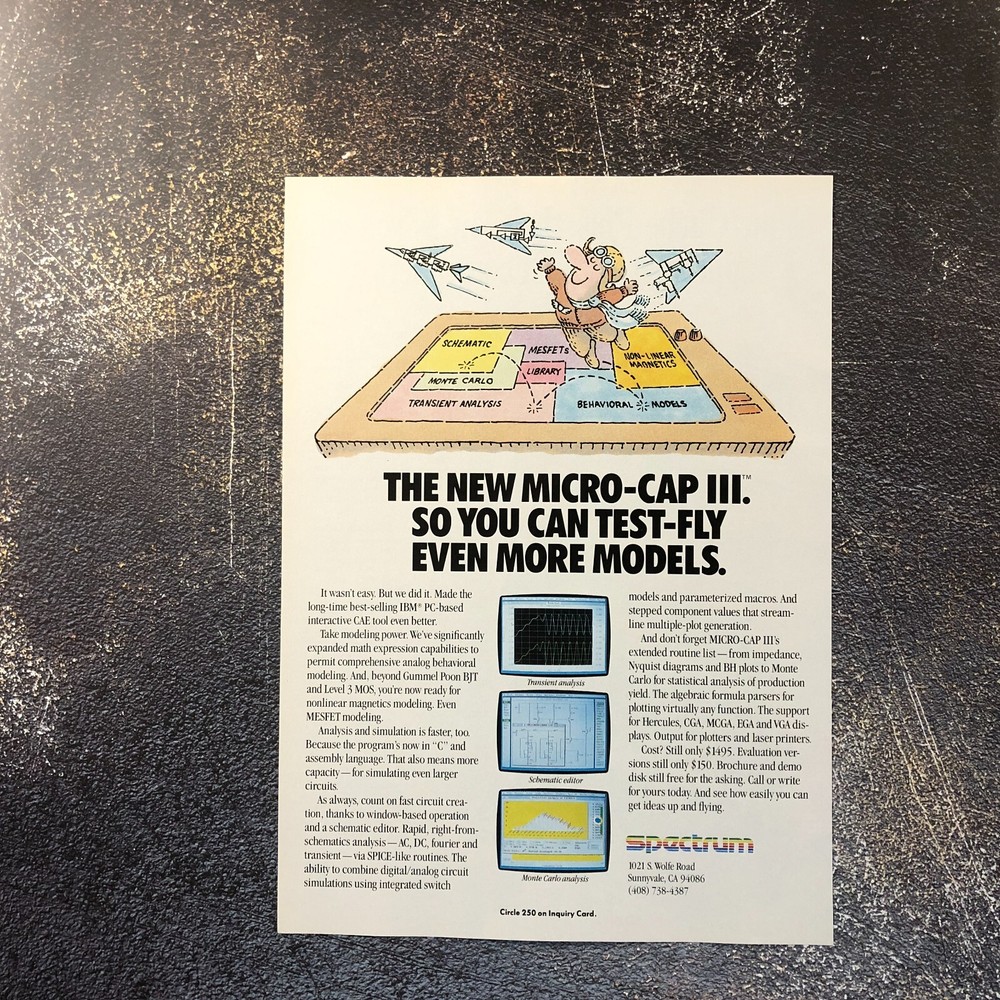 SCHEMATIC
MESFETs
NON-LINEAR
MAGNETICS
LIBRARY
MONTE CARLO
TRANSIENT ANALYSIS
BEHAVIORAL MODELS
THE NEW MICRO-CAP III.™
SO YOU CAN TEST-FLY
EVEN MORE MODELS.
It wasn't easy. But we did it. Made the
long-time best-selling IBM® PC-based
interactive CAE tool even better.
Take modeling power. We've significantly
expanded math expression capabilities to
permit comprehensive analog behavioral
modeling. And, beyond Gummel Poon BJT
and Level 3 MOS, you're now ready for
nonlinear magnetics modeling. Even
MESFET modeling.
Analysis and simulation is faster, too.
Because the program's now in "C" and
assembly language. That also means more
capacity — for simulating even larger
circuits.
As always, count on fast circuit crea-
tion, thanks to window-based operation
and a schematic editor. Rapid, right-from-
schematics analysis — AC, DC, fourier and
transient — via SPICE-like routines. The
ability to combine digital/analog circuit
simulations using integrated switch
Transient analysis
Schematic editor
Monte Carlo analysis
models and parameterized macros. And
stepped component values that stream-
line multiple-plot generation.
And don't forget MICRO-CAP III's
extended routine list — from impedance,
Nyquist diagrams and BH plots to Monte
Carlo for statistical analysis of production
yield. The algebraic formula parsers for
plotting virtually any function. The support
for Hercules, CGA, MCGA, EGA and VGA dis-
plays. Output for plotters and laser printers.
Cost? Still only $1495. Evaluation ver-
sions still only $150. Brochure and demo
disk still free for the asking. Call or write
for yours today. And see how easily you can
get ideas up and flying.
spectrum
1021 S. Wolfe Road
Sunnyvale, CA 94086
(408) 738-4387
Circle 250 on Inquiry Card.